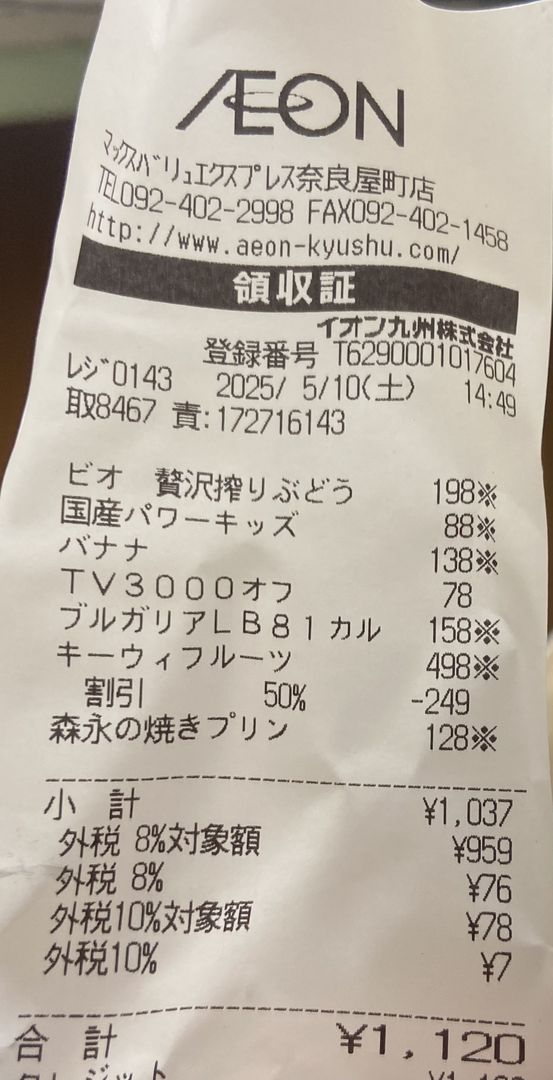 ÆON
マックスバリュエクスプレス奈良屋町店
TEL092-402-2998 FAX092-402-1458
http://www.aeon-kyushu.com/
領収証
イオン九州株式会社
登録番号 T6290001017604
レジ0143 2025/ 5/10(土) 14:49
取8467 責:172716143
ビオ 贅沢搾りぶどう 198※
国産パワーキッズ 88※
バナナ 138※
TV3000オフ 78
ブルガリアLB81カル 158※
キーウィフルーツ 498※
割引 50% -249
森永の焼きプリン 128※
小 計 ¥1,037
外税 8%対象額 ¥959
外税 8% ¥76
外税10%対象額 ¥78
外税10% ¥7
合 計 ¥1,120
クレジット